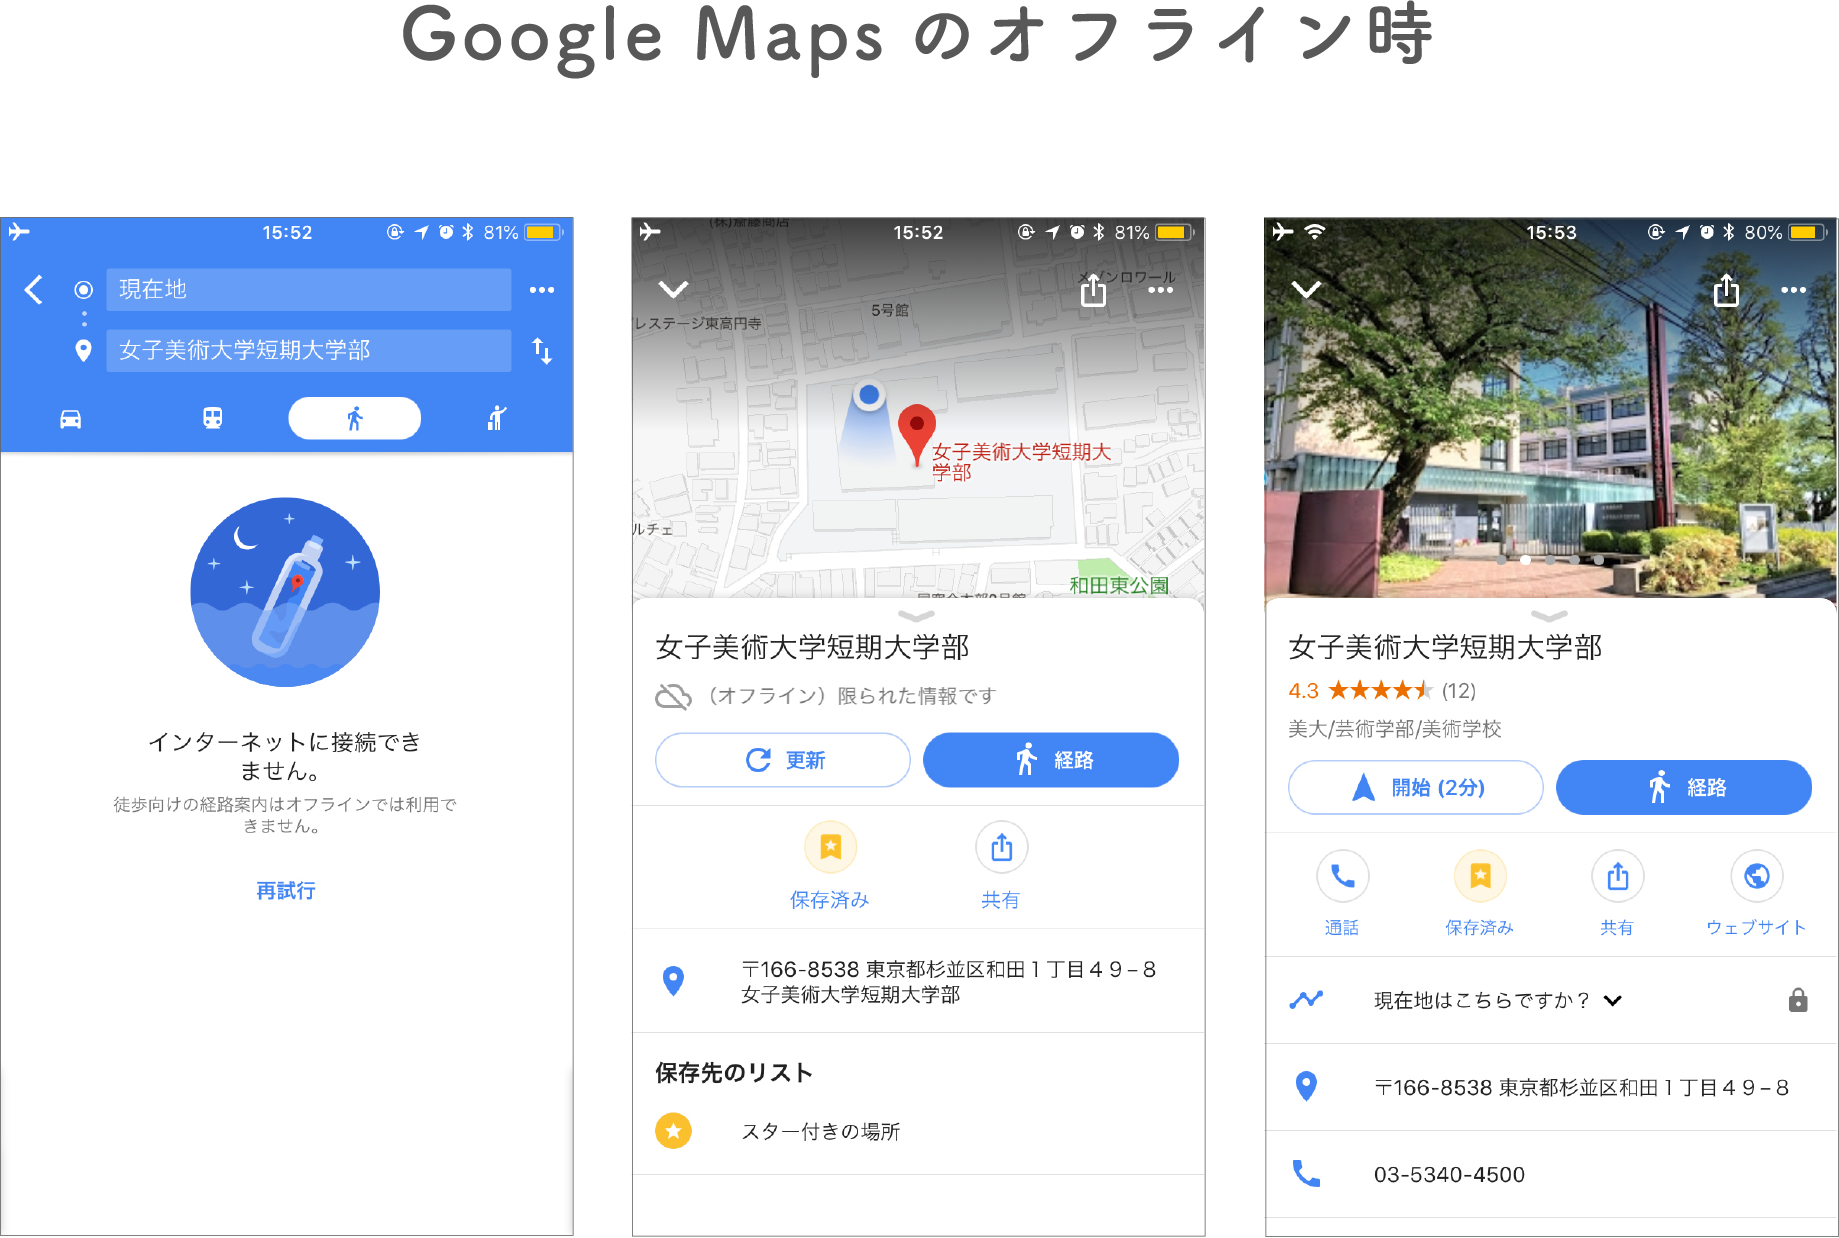 Google Maps のオフライン時
15:52
81%
現在地
女子美術大学短期大学部
インターネットに接続でき
ません。
徒歩向けの経路案内はオフラインでは利用で
きません。
再試行
15:52
81%
メゾンロワール
5号館
レステージ東高円寺
女子美術大学短期大
学部
ルチェ
和田東公園
女子美術大学短期大学部
（オフライン）限られた情報です
更新
経路
保存済み
共有
〒166-8538 東京都杉並区和田１丁目４９−８
女子美術大学短期大学部
保存先のリスト
スター付きの場所
15:53
80%
女子美術大学短期大学部
4.3 ★★★★★ (12)
美大/芸術学部/美術学校
開始 (2分)
経路
通話
保存済み
共有
ウェブサイト
現在地はこちらですか？
〒166-8538 東京都杉並区和田１丁目４９−８
03-5340-4500